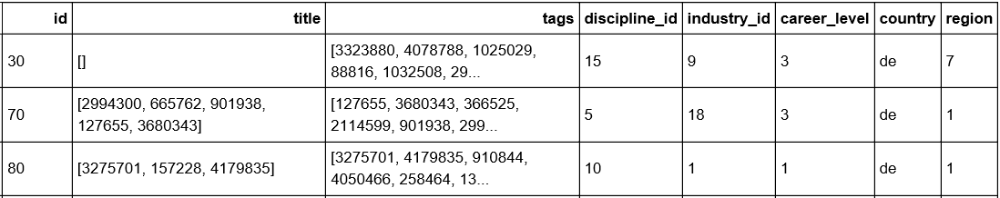 id title tags discipline_id industry_id career_level country region
30 [] [3323880, 4078788, 1025029, 88816, 1032508, 29... 15 9 3 de 7
70 [2994300, 665762, 901938, 127655, 3680343] [127655, 3680343, 366525, 2114599, 901938, 299... 5 18 3 de 1
80 [3275701, 157228, 4179835] [3275701, 4179835, 910844, 4050466, 258464, 13... 10 1 1 de 1